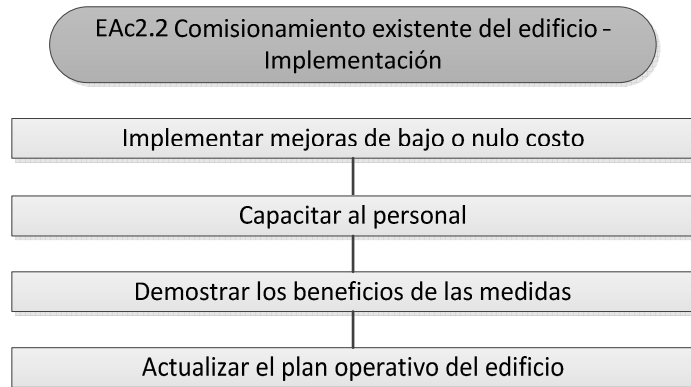 EAc2.2 Comisionamiento existente del edificio -
Implementación
Implementar mejoras de bajo o nulo costo
Capacitar al personal
Demostrar los beneficios de las medidas
Actualizar el plan operativo del edificio